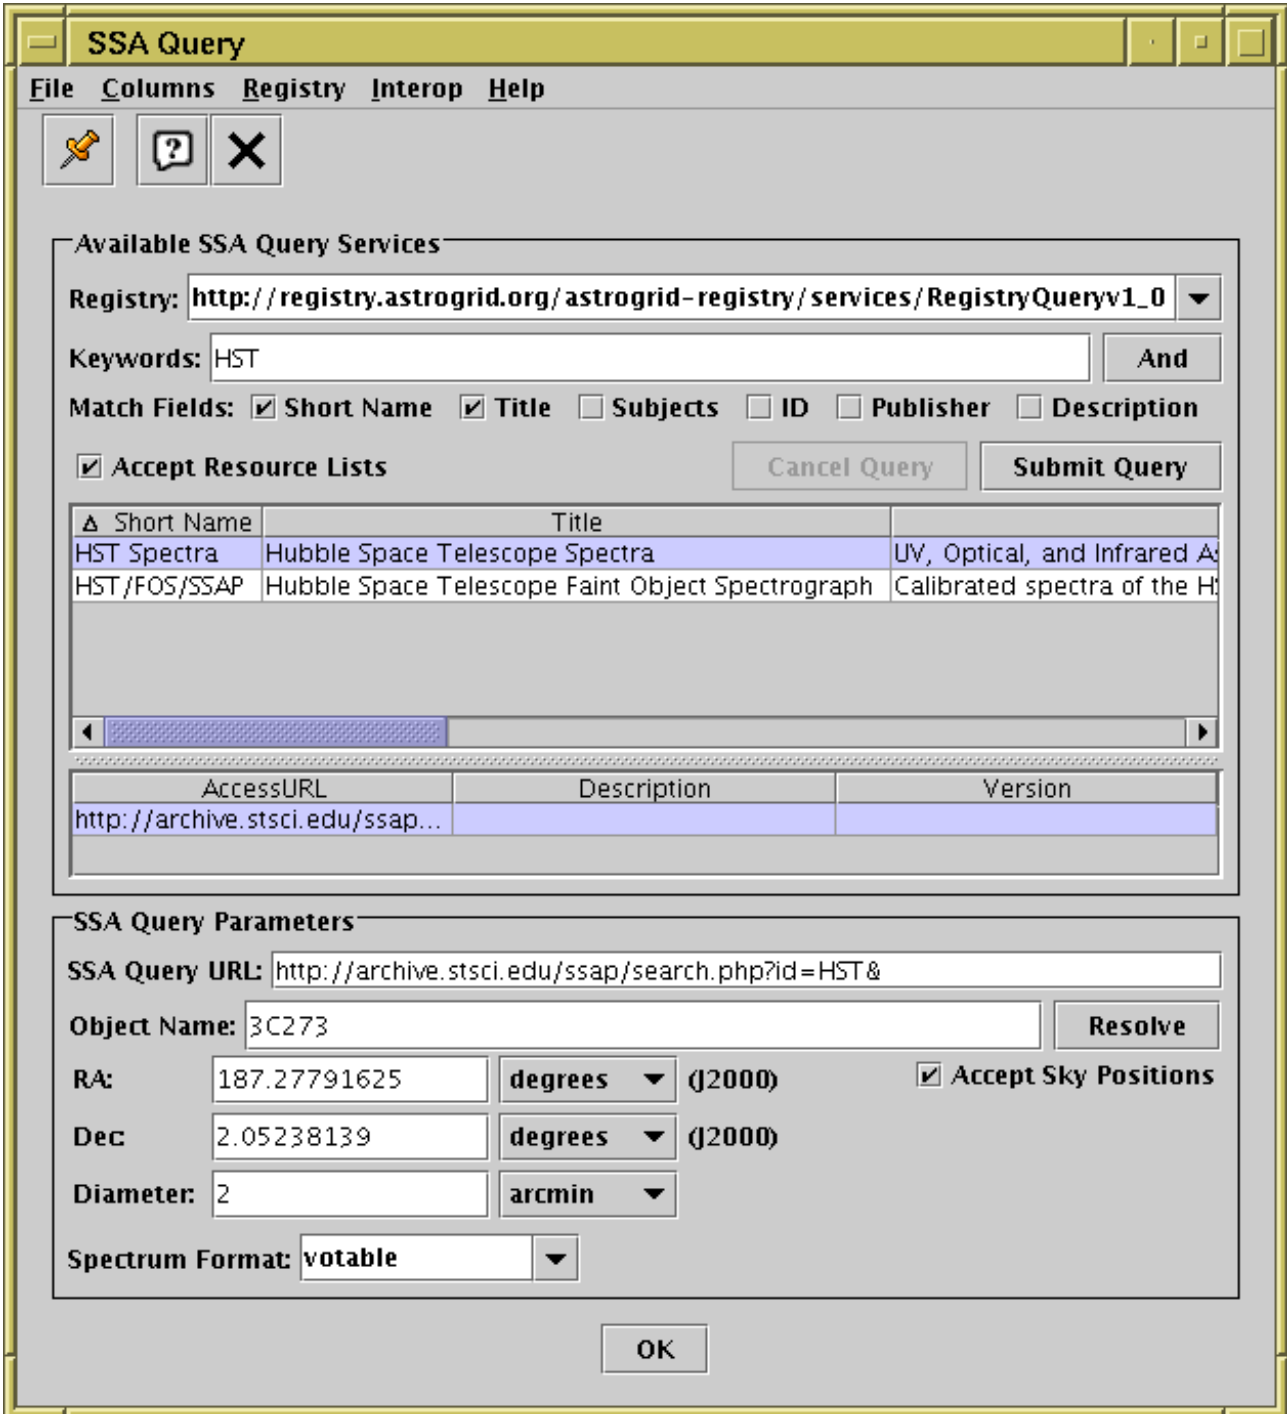 SSA Query
File Columns Registry Interop Help
Available SSA Query Services
Registry: http://registry.astrogrid.org/astrogrid-registry/services/RegistryQueryv1_0
Keywords: HST And
Match Fields: Short Name Title Subjects ID Publisher Description
Accept Resource Lists Cancel Query Submit Query
Short Name Title
HST Spectra Hubble Space Telescope Spectra UV, Optical, and Infrared
HST/FOS/SSAP Hubble Space Telescope Faint Object Spectrograph Calibrated spectra of the
AccessURL Description Version
http://archive.stsci.edu/ssap...
SSA Query Parameters
SSA Query URL: http://archive.stsci.edu/ssap/search.php?id=HST&
Object Name: 3C273 Resolve
RA: 187.27791625 degrees (J2000) Accept Sky Positions
Dec: 2.05238139 degrees (J2000)
Diameter: 2 arcmin
Spectrum Format: votable
OK